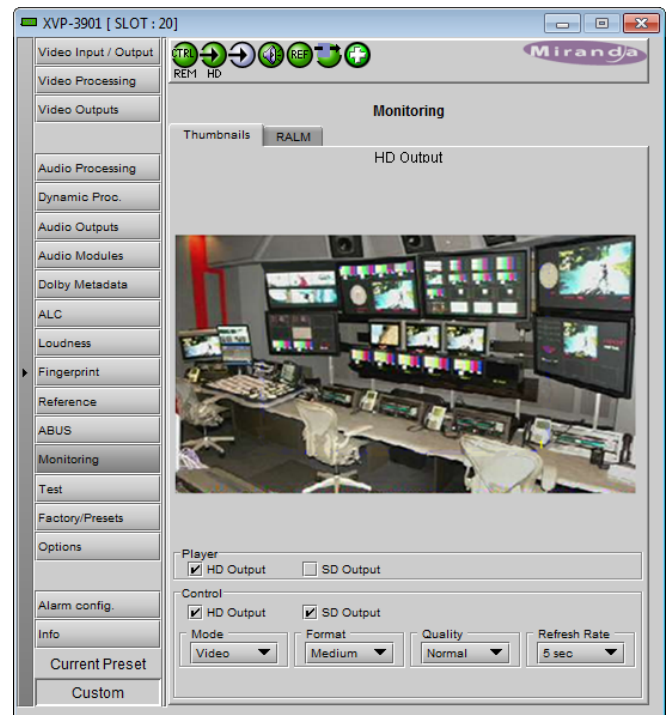 XVP-3901 [ SLOT : 20]
Video Input / Output
Video Processing
Video Outputs
Audio Processing
Dynamic Proc.
Audio Outputs
Audio Modules
Dolby Metadata
ALC
Loudness
Fingerprint
Reference
ABUS
Monitoring
Test
Factory/Presets
Options
Alarm config.
Info
Current Preset
Custom
CTRL REF
REM HD
Miranda
Monitoring
Thumbnails RALM
HD Output
Player
HD Output SD Output
Control
HD Output SD Output
Mode Format Quality Refresh Rate
Video Medium Normal 5 sec